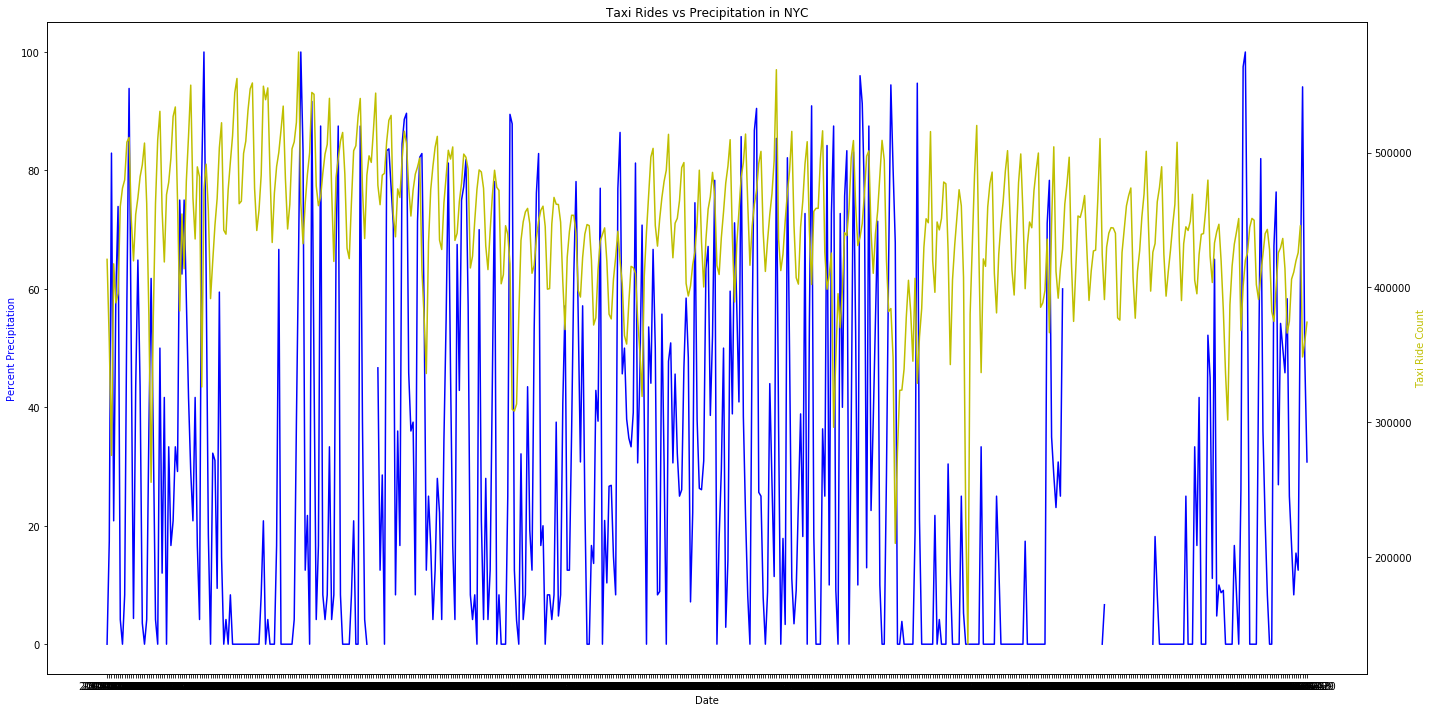 Taxi Rides vs Precipitation in NYC
100
80
60
40
20
0
Percent Precipitation
500000
400000
300000
200000
Taxi Ride Count
Date